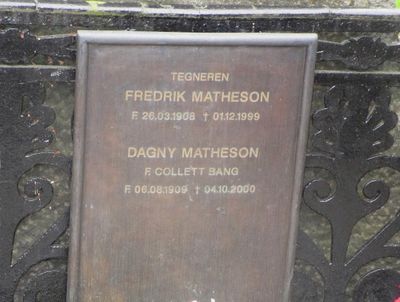 TEGNEREN
FREDRIK MATHESON
F. 26.03.1908 † 01.12.1999
DAGNY MATHESON
F. COLLETT BANG
F. 06.08.1909 † 04.10.2000